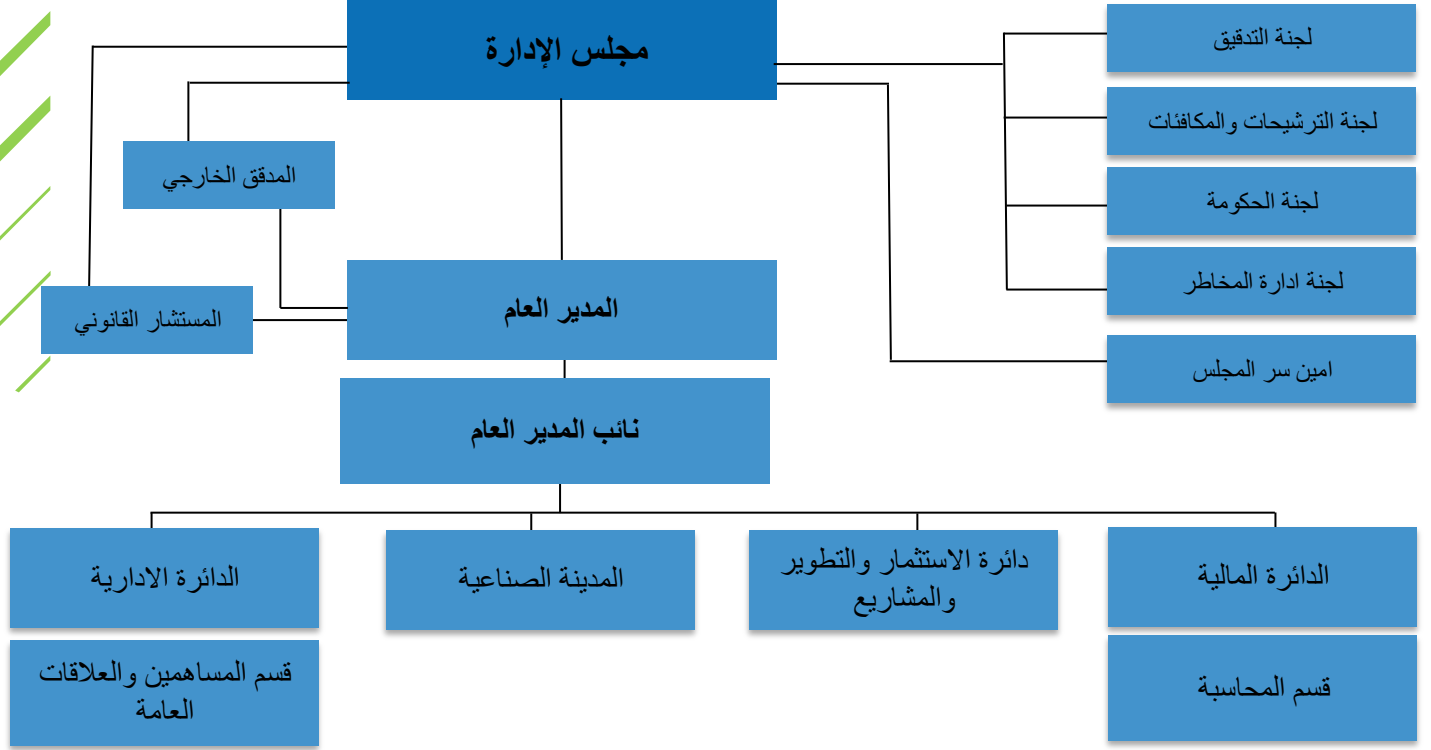 مجلس الإدارة
لجنة التدقيق
لجنة الترشيحات والمكافئات
المدقق الخارجي
لجنة الحكومة
لجنة ادارة المخاطر
المدير العام
المستشار القانوني
امين سر المجلس
نائب المدير العام
الدائرة المالية
دائرة الاستثمار والتطوير
والمشاريع
المدينة الصناعية
الدائرة الادارية
قسم المحاسبة
قسم المساهمين والعلاقات
العامة